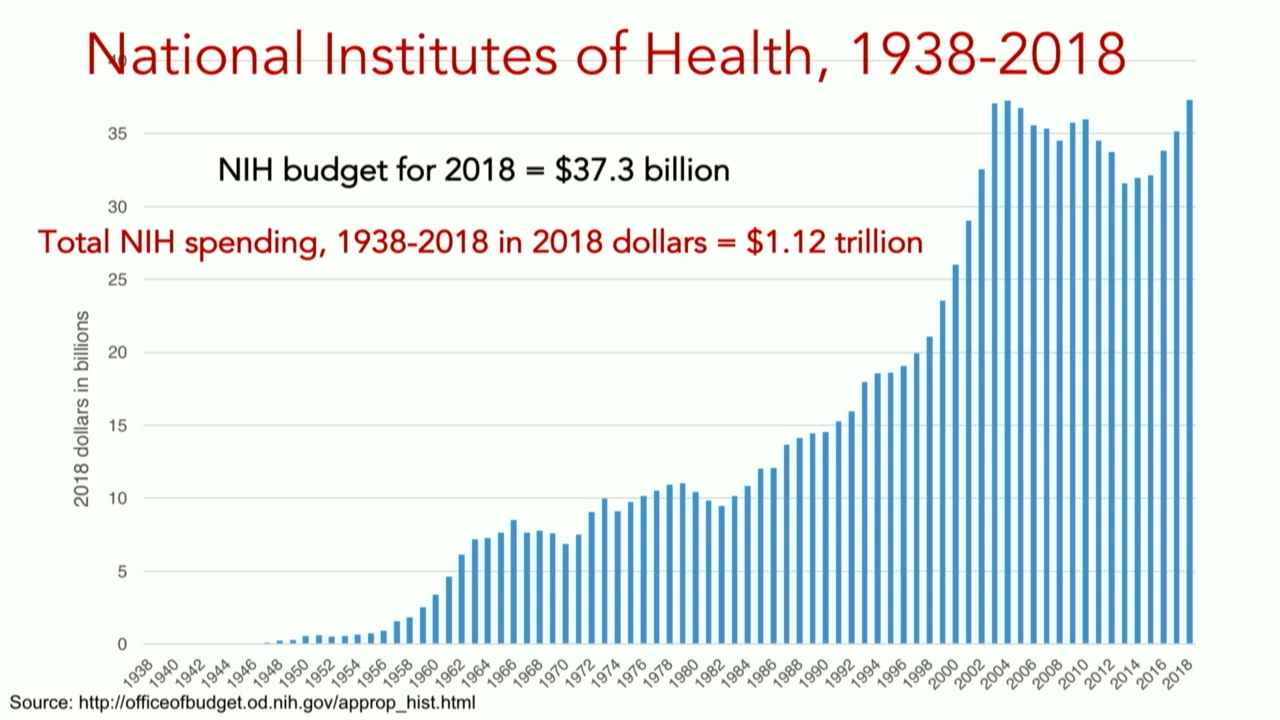 National Institutes of Health, 1938-2018
40
35
NIH budget for 2018 = $37.3 billion
30
Total NIH spending, 1938-2018 in 2018 dollars = $1.12 trillion
25
20
15
10
5
0
2018 dollars in billions
1938 1940 1942 1944 1946 1948 1950 1952 1954 1956 1958 1960 1962 1964 1966 1968 1970 1972 1974 1976 1978 1980 1982 1984 1986 1988 1990 1992 1994 1996 1998 2000 2002 2004 2006 2008 2010 2012 2014 2016 2018
Source: http://officeofbudget.od.nih.gov/approp_hist.html